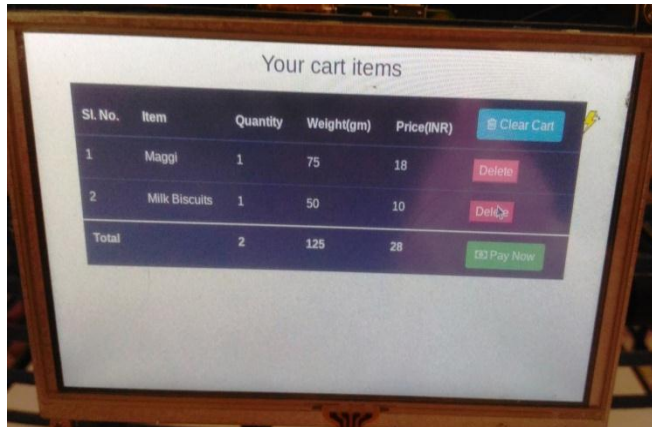 Your cart items
Sl. No. Item Quantity Weight(gm) Price(INR) Clear Cart
1 Maggi 1 75 18 Delete
2 Milk Biscuits 1 50 10 Delete
Total 2 125 28 Pay Now